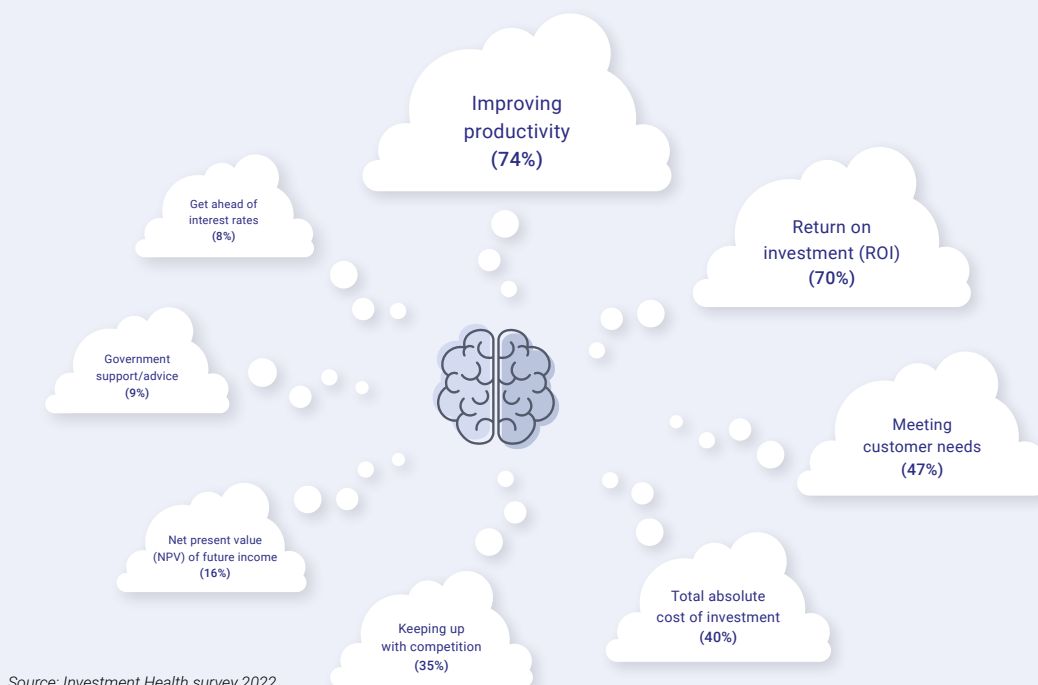 Improving
productivity
(74%)
Return on
investment (ROI)
(70%)
Meeting
customer needs
(47%)
Total absolute
cost of investment
(40%)
Keeping up
with competition
(35%)
Net present value
(NPV) of future income
(16%)
Government
support/advice
(9%)
Get ahead of
interest rates
(8%)
Source: Investment Health survey 2022